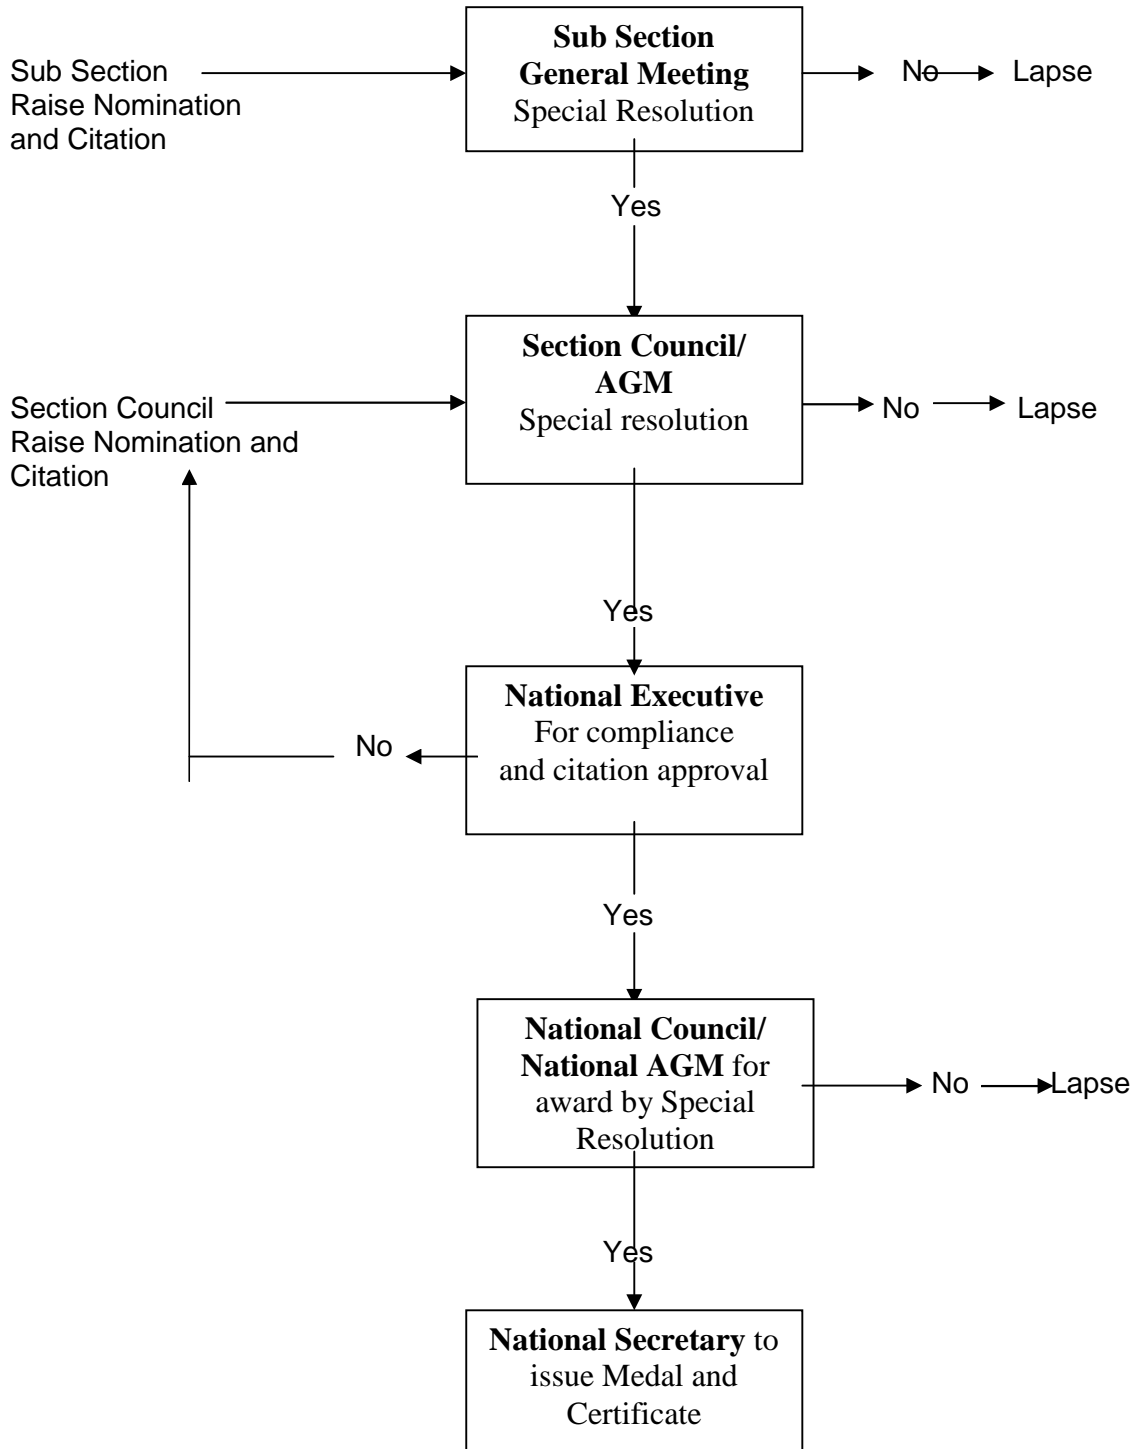 Sub Section
General Meeting
Special Resolution
Sub Section
Raise Nomination
and Citation
No
Lapse
Yes
Section Council/
AGM
Special resolution
Section Council
Raise Nomination and
Citation
No
Lapse
Yes
National Executive
For compliance
and citation approval
No
Yes
National Council/
National AGM for
award by Special
Resolution
No
Lapse
Yes
National Secretary to
issue Medal and
Certificate